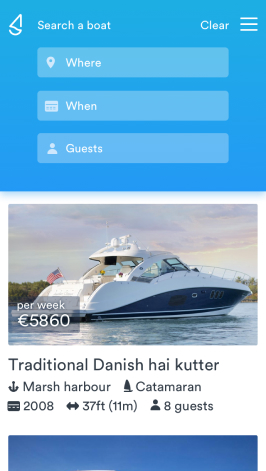 Search a boat Clear
Where
When
Guests
per week
€5860
Traditional Danish hai kutter
Marsh harbour Catamaran
2008 37ft (11m) 8 guests